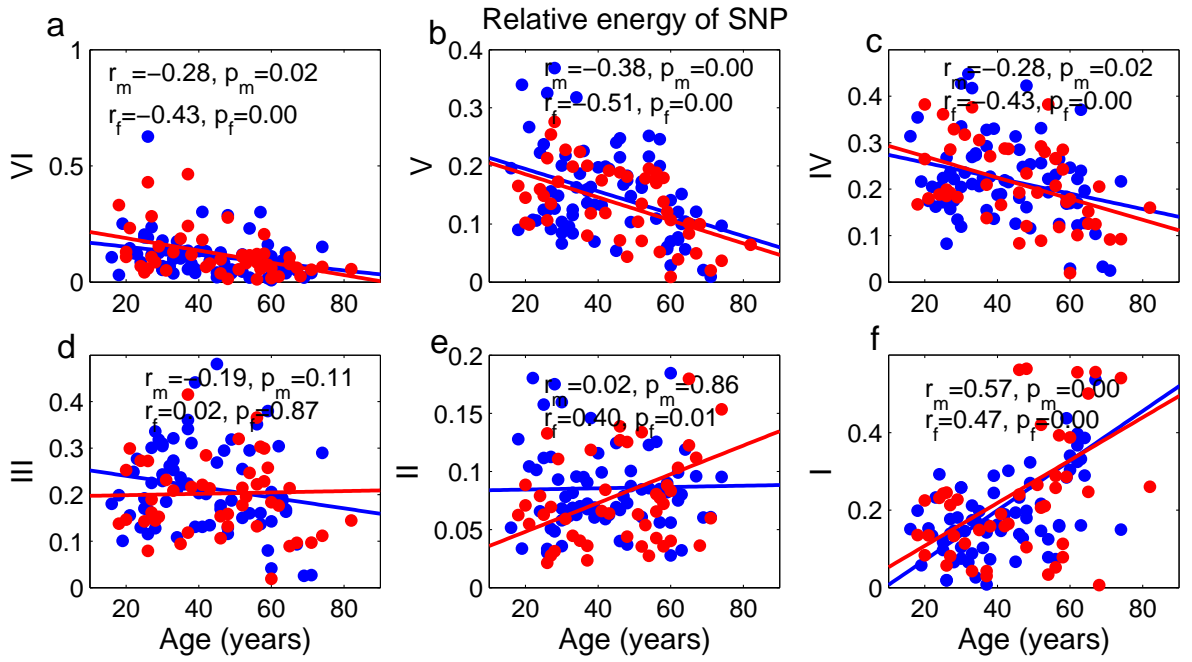 Relative energy of SNP
a
r_m=−0.28, p_m=0.02
r_f=−0.43, p_f=0.00
VI
1
0.5
0
20 40 60 80
b
r_m=−0.38, p_m=0.00
r_f=−0.51, p_f=0.00
V
0.4
0.3
0.2
0.1
0
20 40 60 80
c
r_m=−0.28, p_m=0.02
r_f=−0.43, p_f=0.00
IV
0.4
0.3
0.2
0.1
0
20 40 60 80
d
r_m=−0.19, p_m=0.11
r_f=0.02, p_f=0.87
III
0.4
0.3
0.2
0.1
0
20 40 60 80
Age (years)
e
r_m=0.02, p_m=0.86
r_f=0.40, p_f=0.01
II
0.2
0.15
0.1
0.05
0
20 40 60 80
Age (years)
f
r_m=0.57, p_m=0.00
r_f=0.47, p_f=0.00
I
0.4
0.2
0
20 40 60 80
Age (years)